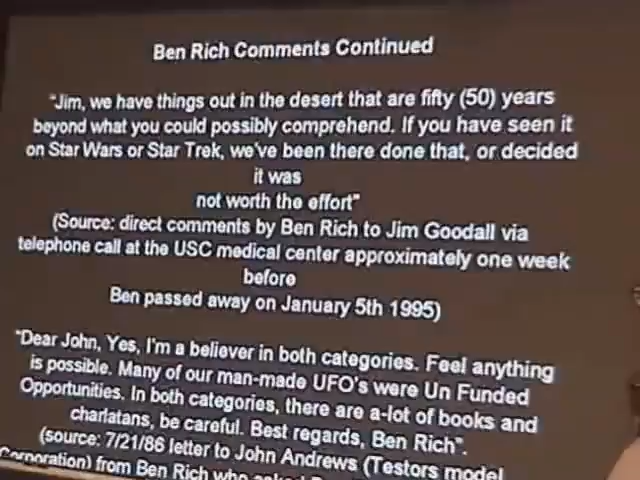 Ben Rich Comments Continued
"Jim, we have things out in the desert that are fifty (50) years
beyond what you could possibly comprehend. If you have seen it
on Star Wars or Star Trek, we've been there done that, or decided
it was
not worth the effort"
(Source: direct comments by Ben Rich to Jim Goodall via
telephone call at the USC medical center approximately one week
before
Ben passed away on January 5th 1995)
"Dear John, Yes, I'm a believer in both categories. Feel anything
is possible. Many of our man-made UFO's were Un Funded
Opportunities. In both categories, there are a-lot of books and
charlatans, be careful. Best regards, Ben Rich".
(source: 7/21/86 letter to John Andrews (Testors model
Corporation) from Ben Rich who asked